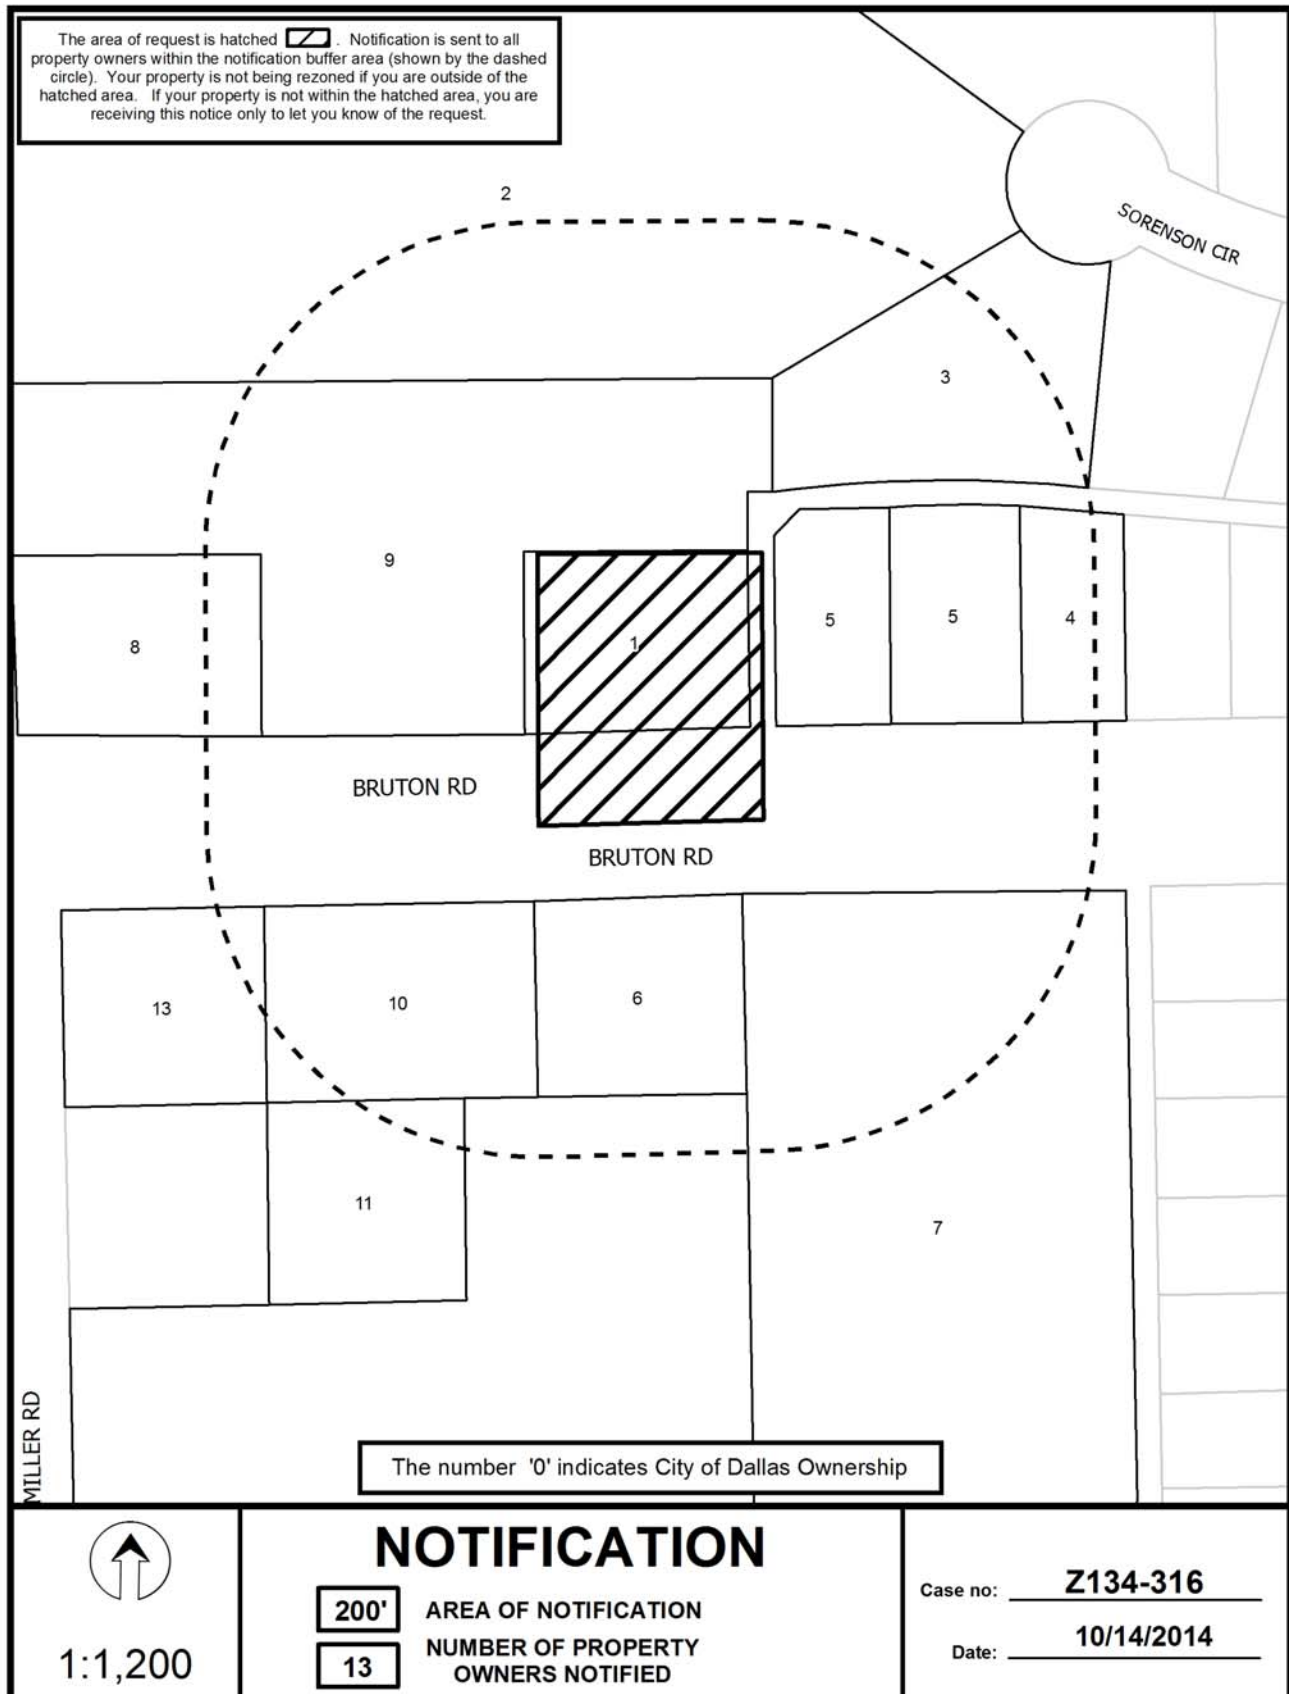 The area of request is hatched . Notification is sent to all
property owners within the notification buffer area (shown by the dashed
circle). Your property is not being rezoned if you are outside of the
hatched area. If your property is not within the hatched area, you are
receiving this notice only to let you know of the request.
2
SORENSON CIR
3
9
1
5
5
4
8
BRUTON RD
BRUTON RD
13
10
6
11
7
MILLER RD
The number '0' indicates City of Dallas Ownership
1:1,200
NOTIFICATION
200' AREA OF NOTIFICATION
13 NUMBER OF PROPERTY
OWNERS NOTIFIED
Case no: Z134-316
Date: 10/14/2014